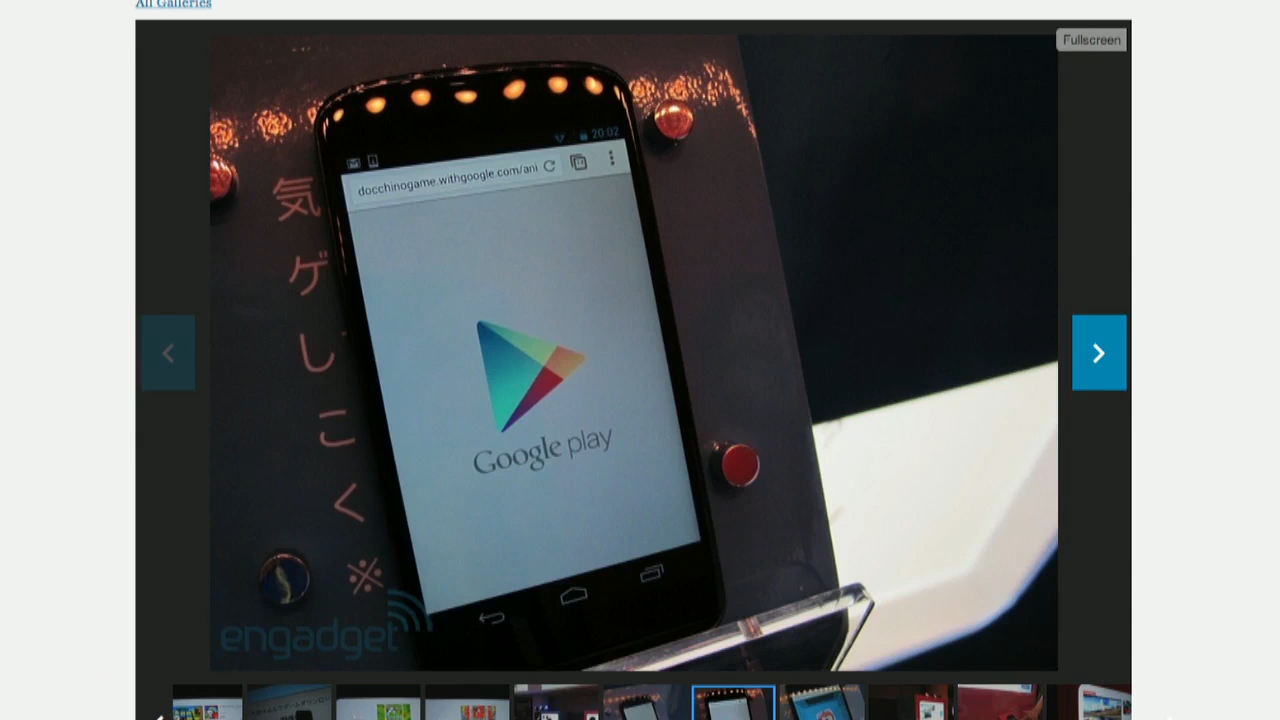 All Galleries
Fullscreen
20:02
docchinogame.withgoogle.com/ani
Google play
気
ゲ
し
こ
く
※
engadget